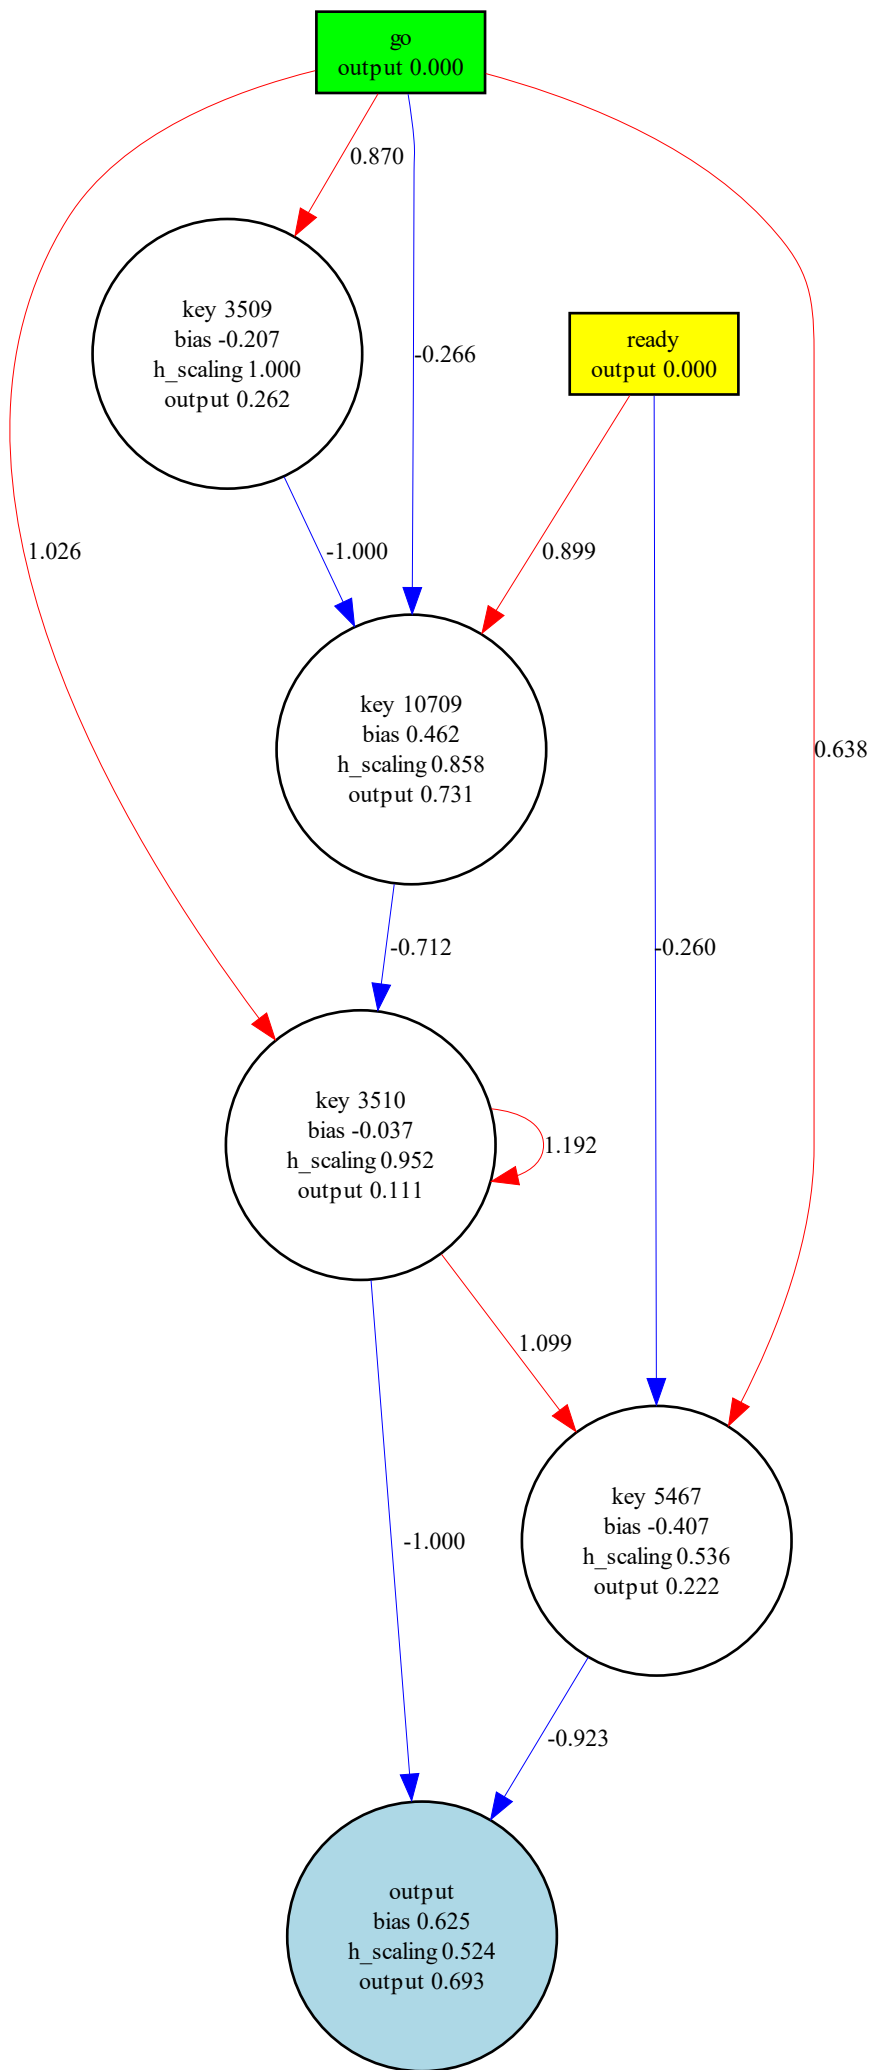 go
output 0.000
0.870
key 3509
bias -0.207
h_scaling 1.000
output 0.262
-0.266
ready
output 0.000
1.026
-1.000
0.899
key 10709
bias 0.462
h_scaling 0.858
output 0.731
0.638
-0.712
-0.260
key 3510
bias -0.037
h_scaling 0.952
output 0.111
1.192
1.099
key 5467
bias -0.407
h_scaling 0.536
output 0.222
-1.000
-0.923
output
bias 0.625
h_scaling 0.524
output 0.693